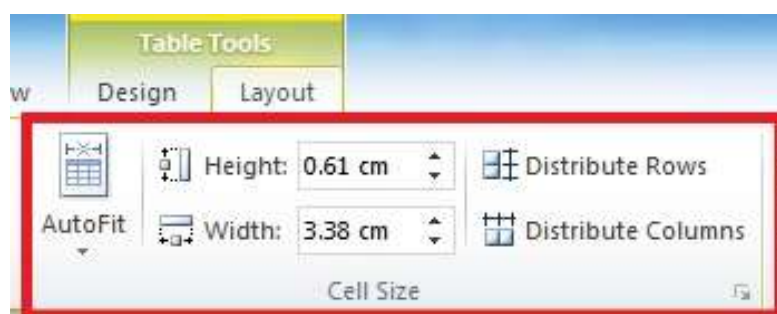 Table Tools
w Design Layout
Height: 0.61 cm Distribute Rows
AutoFit Width: 3.38 cm Distribute Columns
Cell Size